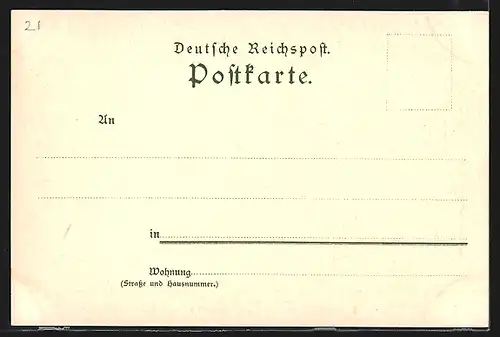 21
Deutſche Reichspoſt.
Poſtkarte.
An
in
Wohnung
(Straße und Hausnummer.)